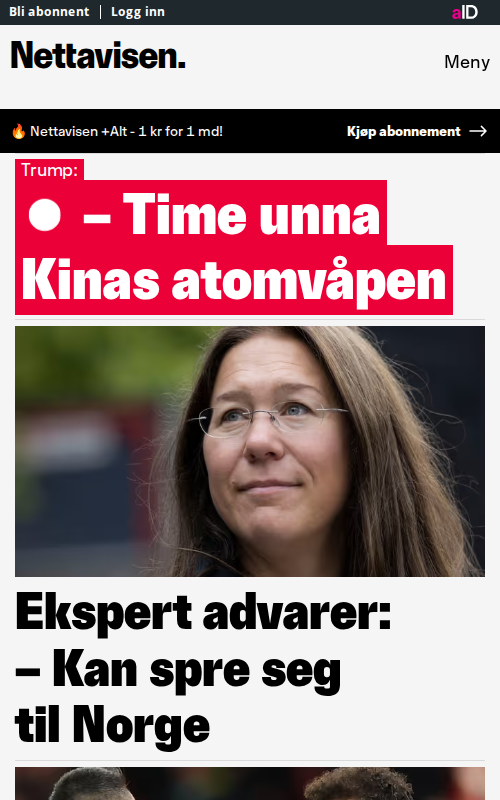 Bli abonnent | Logg inn
aID
Nettavisen.
Meny
Nettavisen +Alt - 1 kr for 1 md!
Kjøp abonnement →
Trump:
– Time unna
Kinas atomvåpen
Ekspert advarer:
– Kan spre seg
til Norge